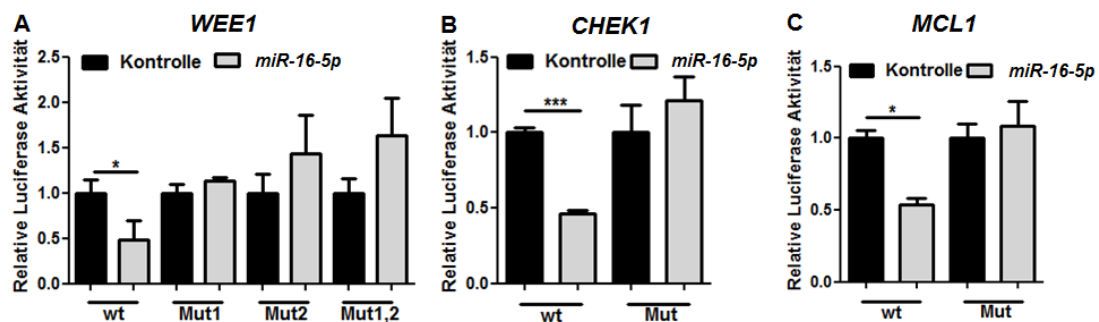 A WEE1
Relative Luciferase Aktivität
Kontrolle miR-16-5p
2.5
2.0
1.5
1.0
0.5
0.0
*
wt Mut1 Mut2 Mut1,2
B CHEK1
Relative Luciferase Aktivität
Kontrolle miR-16-5p
1.5
1.0
0.5
0.0
***
wt Mut
C MCL1
Relative Luciferase Aktivität
Kontrolle miR-16-5p
1.5
1.0
0.5
0.0
*
wt Mut